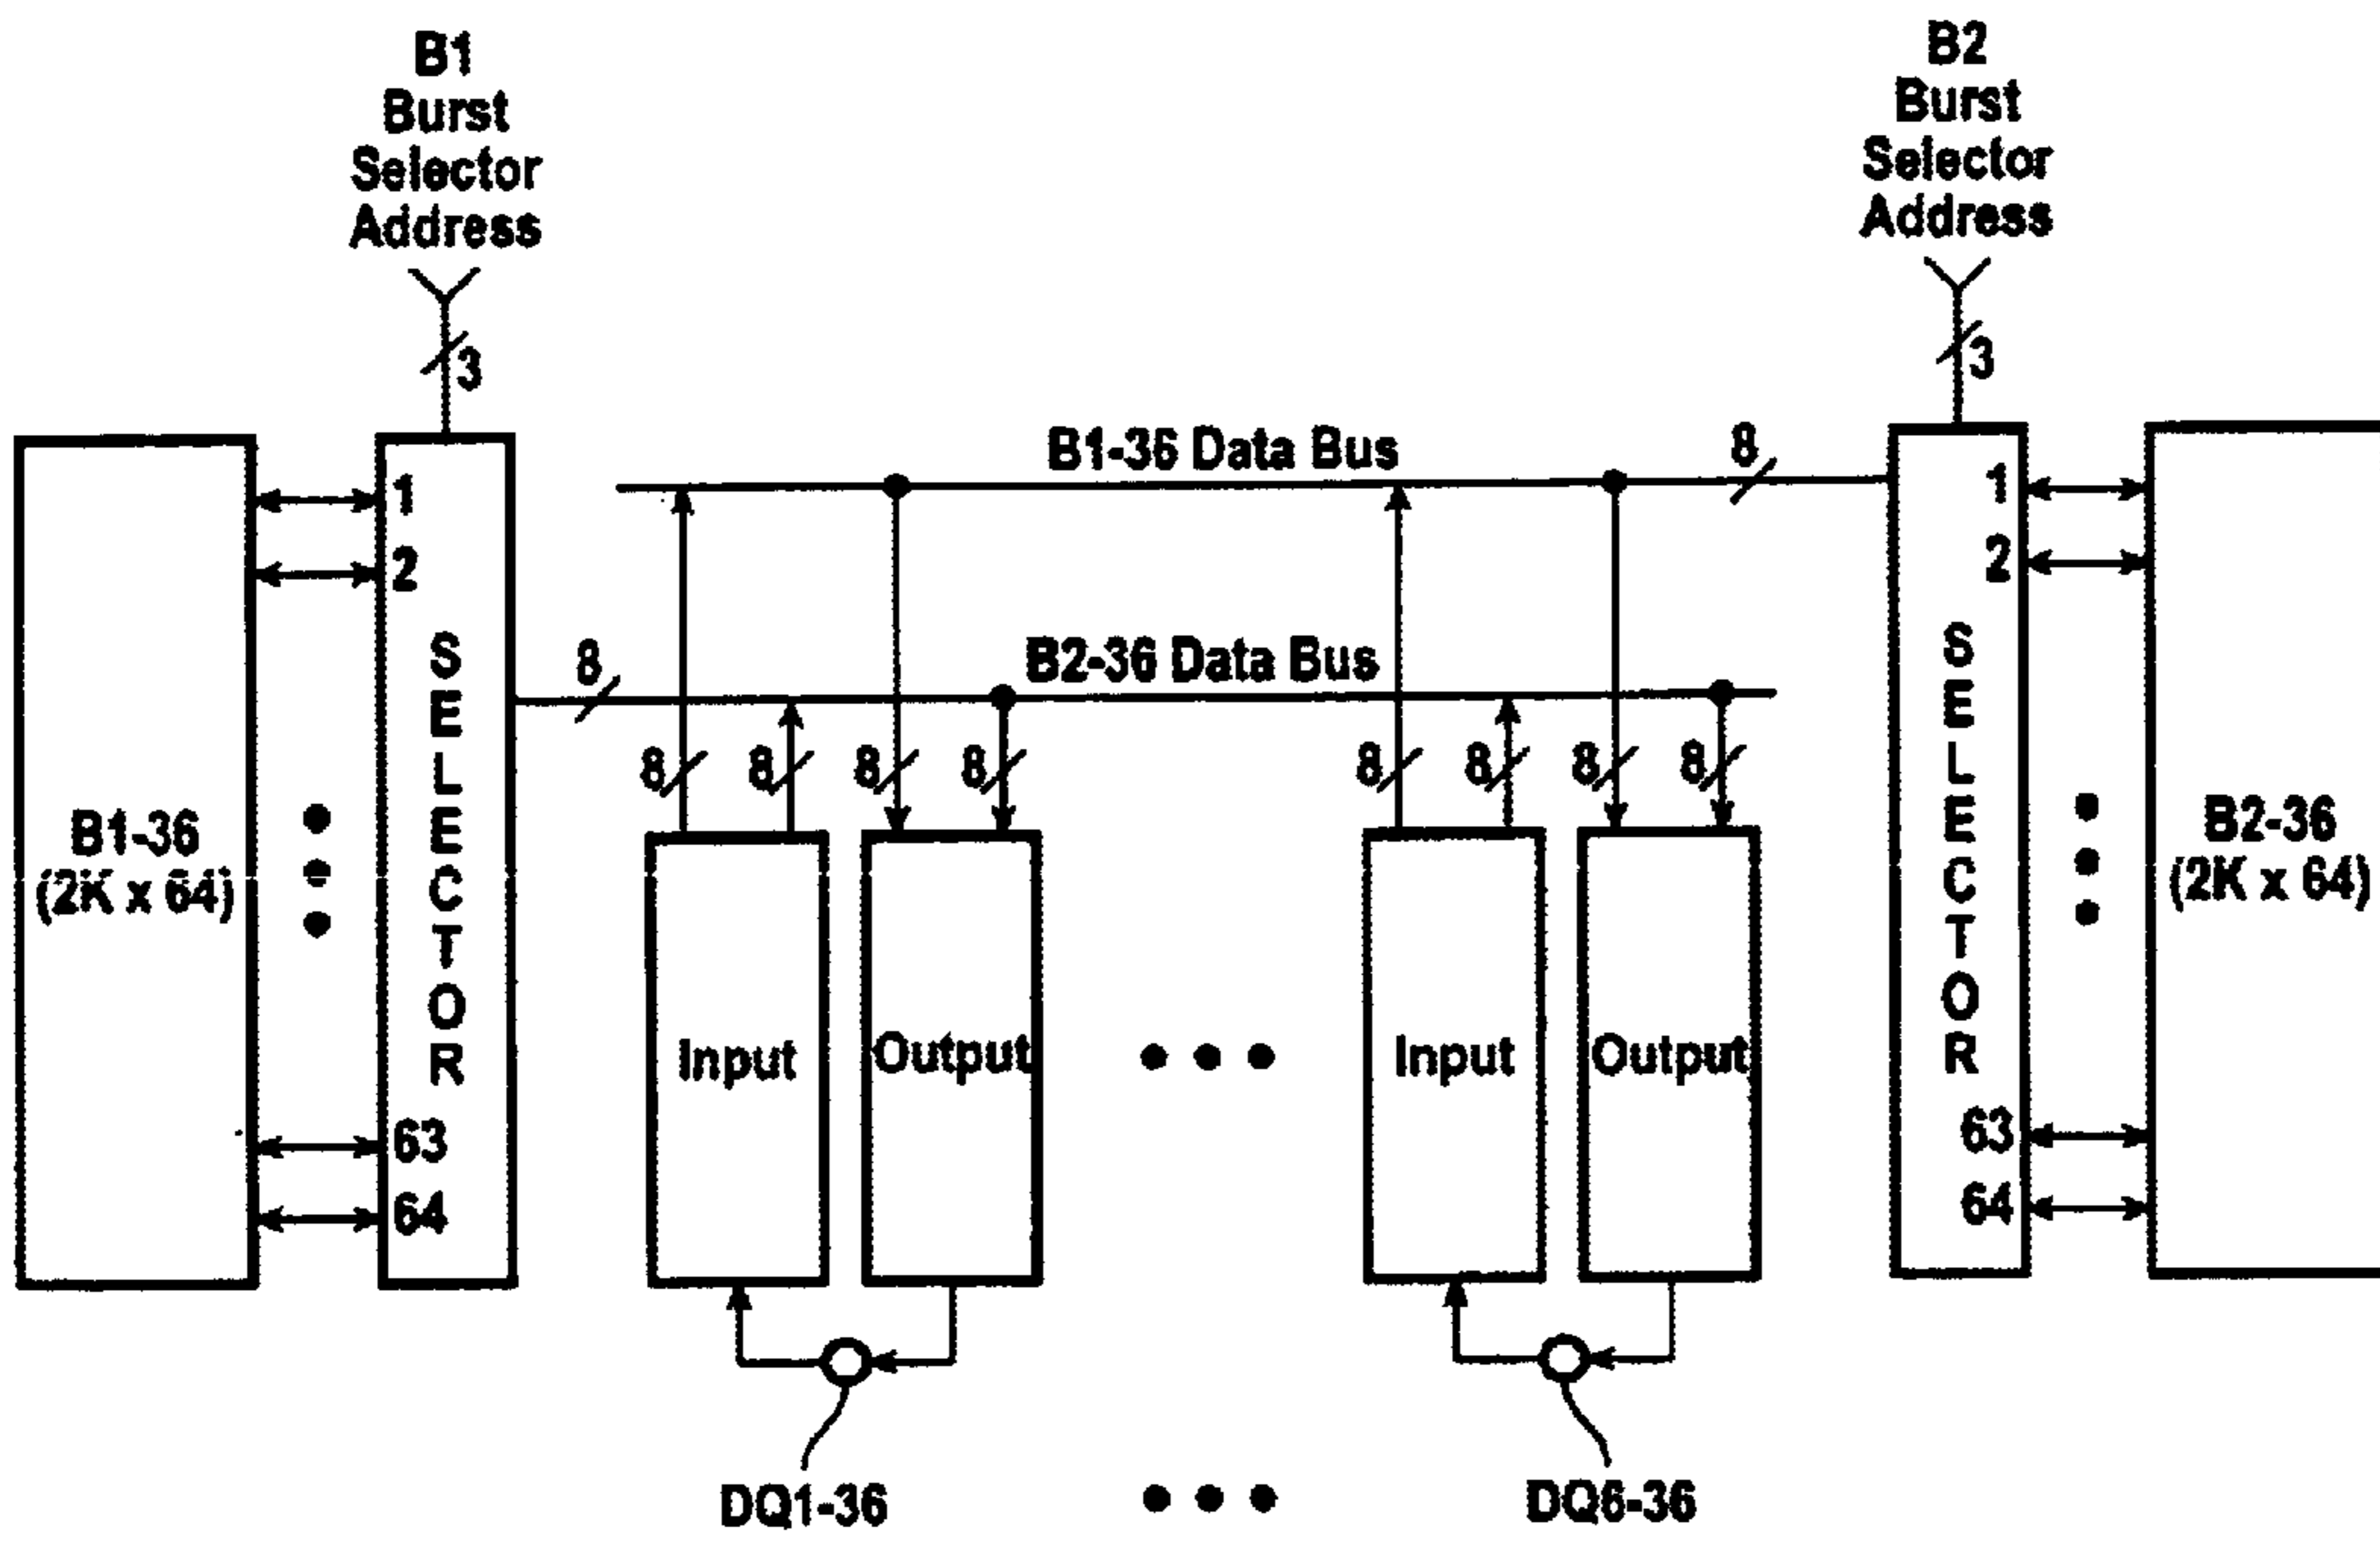 B1
Burst
Selector
Address
3
B2
Burst
Selector
Address
3
B1-36 Data Bus
8
B2-36 Data Bus
8
8
8
8
8
8
8
8
8
B1-36
(2K x 64)
1
2
SELECTOR
63
64
Input
Output
Input
Output
1
2
SELECTOR
63
64
B2-36
(2K x 64)
DQ1-36
DQ6-36